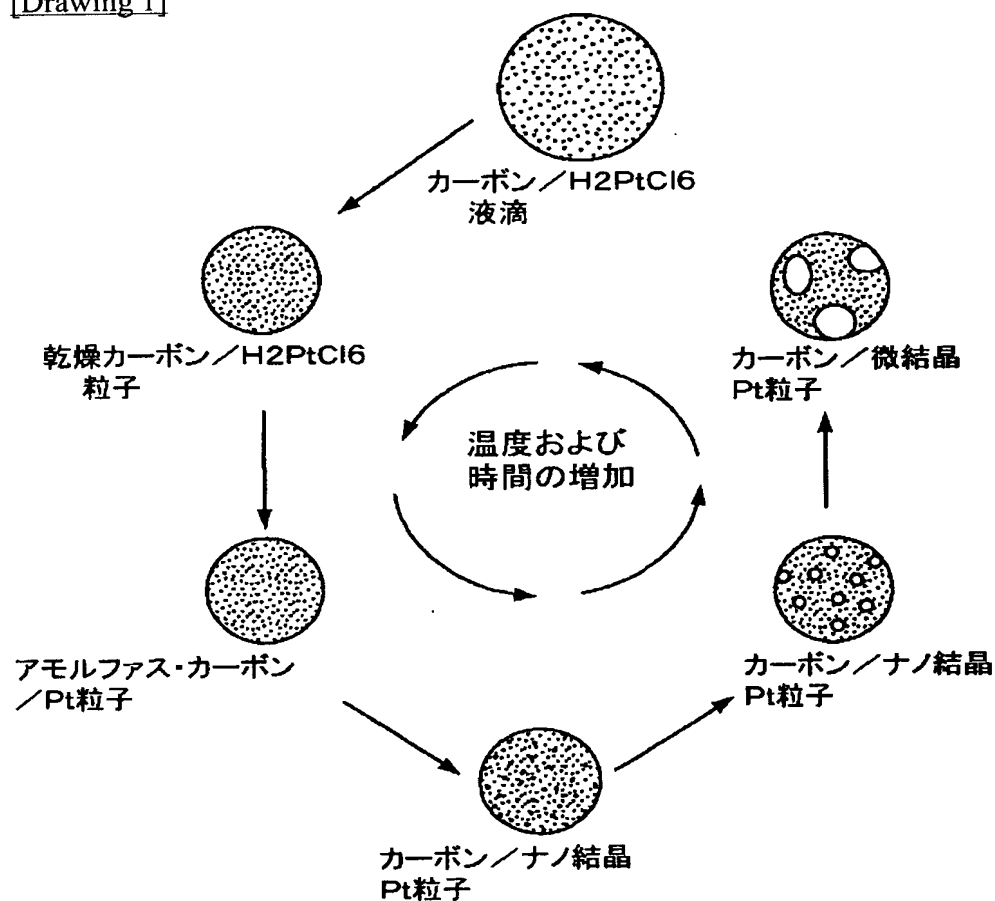 [Drawing 1]
カーボン／H2PtCl6
液滴
乾燥カーボン／H2PtCl6
粒子
カーボン／微結晶
Pt粒子
温度および
時間の増加
アモルファス・カーボン
／Pt粒子
カーボン／ナノ結晶
Pt粒子
カーボン／ナノ結晶
Pt粒子